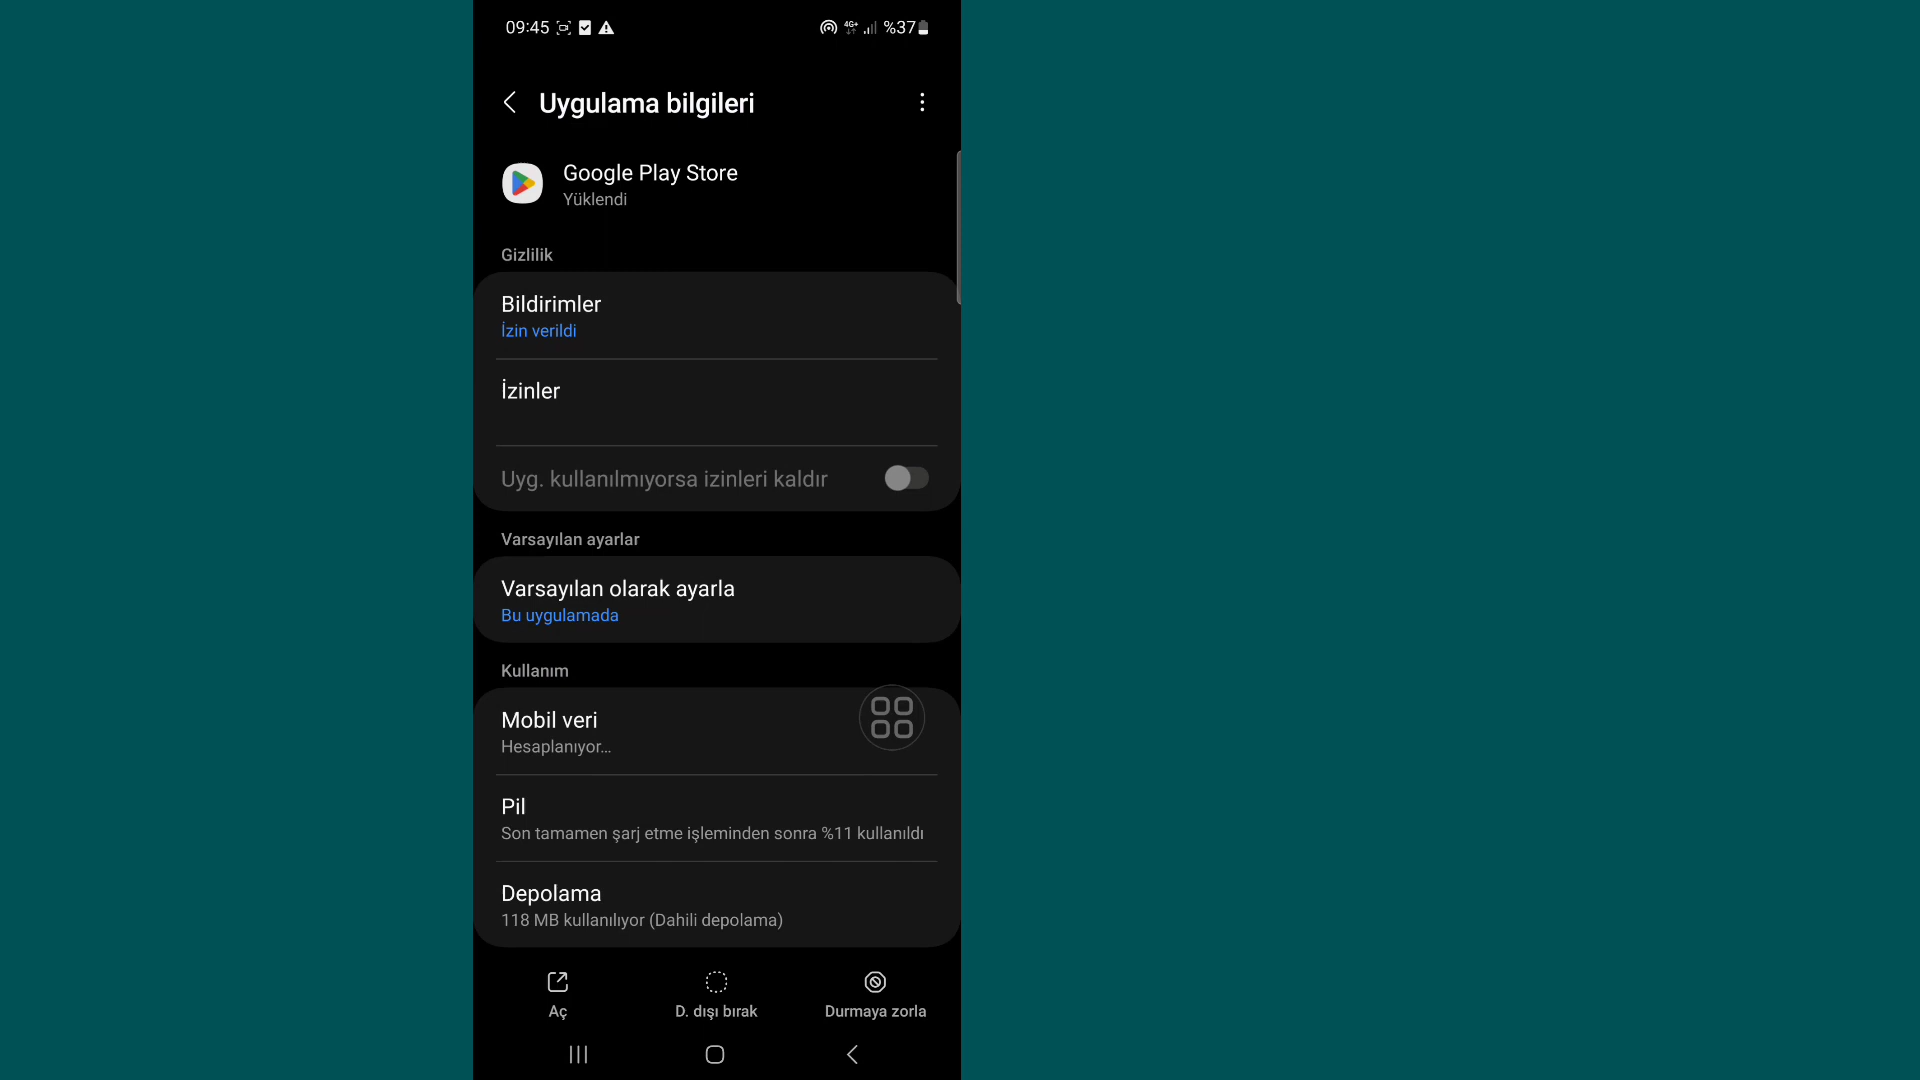 09:45
4G+
%37
Uygulama bilgileri
Google Play Store
Yüklendi
Gizlilik
Bildirimler
İzin verildi
İzinler
Uyg. kullanılmıyorsa izinleri kaldır
Varsayılan ayarlar
Varsayılan olarak ayarla
Bu uygulamada
Kullanım
Mobil veri
Hesaplanıyor...
Pil
Son tamamen şarj etme işleminden sonra %11 kullanıldı
Depolama
118 MB kullanılıyor (Dahili depolama)
Aç
D. dışı bırak
Durmaya zorla